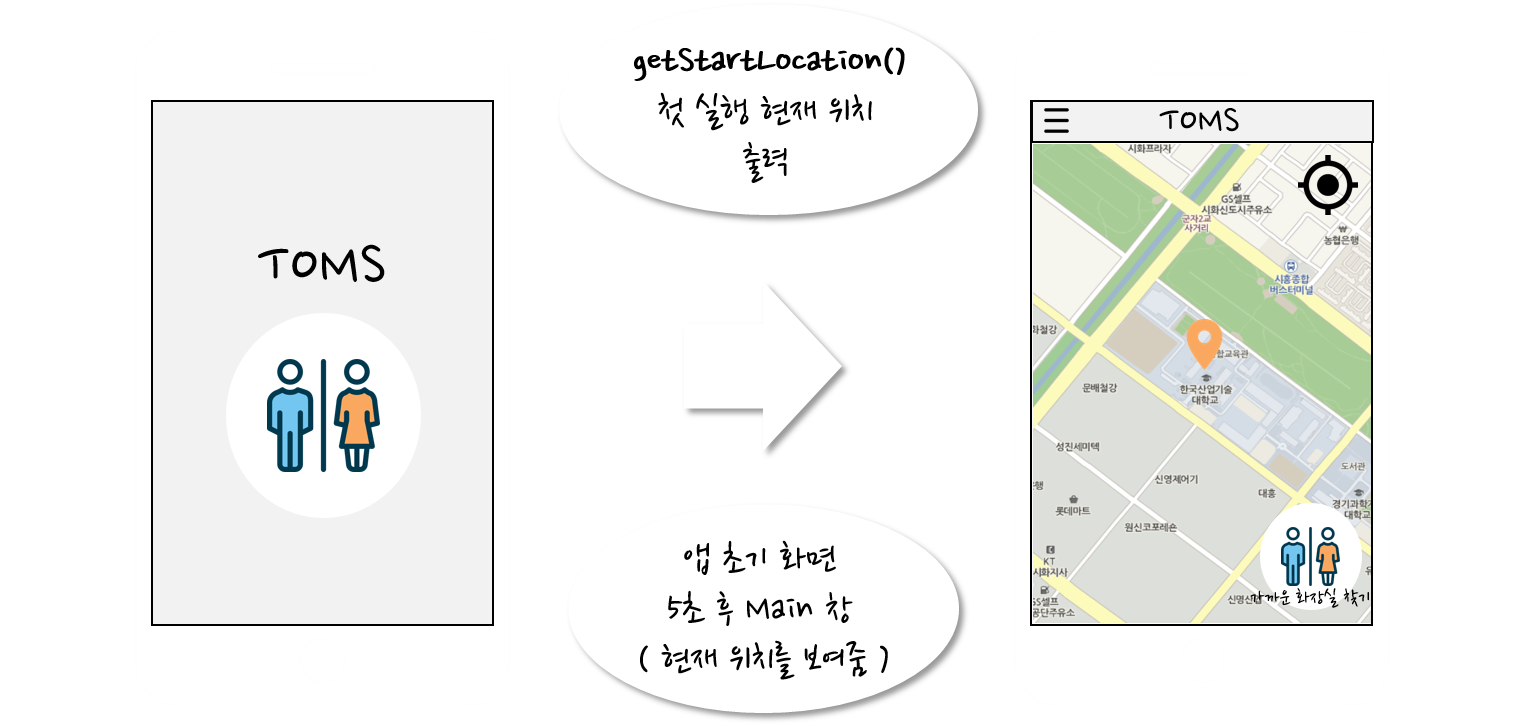 TOMS
getStartLocation()
첫 실행 현재 위치
출력
앱 초기 화면
5초 후 Main 창
( 현재 위치를 보여줌 )
TOMS
시화프라자
GS셀프
시화신도시주유소
군자2교
사거리
농협은행
시흥종합
버스터미널
화철강
합교육관
한국산업기술
대학교
문배철강
성진세미텍
신영제어기
도서관
대흥
경기과학기
대학교
롯데마트
원신코포레숀
KT
시화지사
GS셀프
공단주유소
신명신
가까운 화장실 찾기